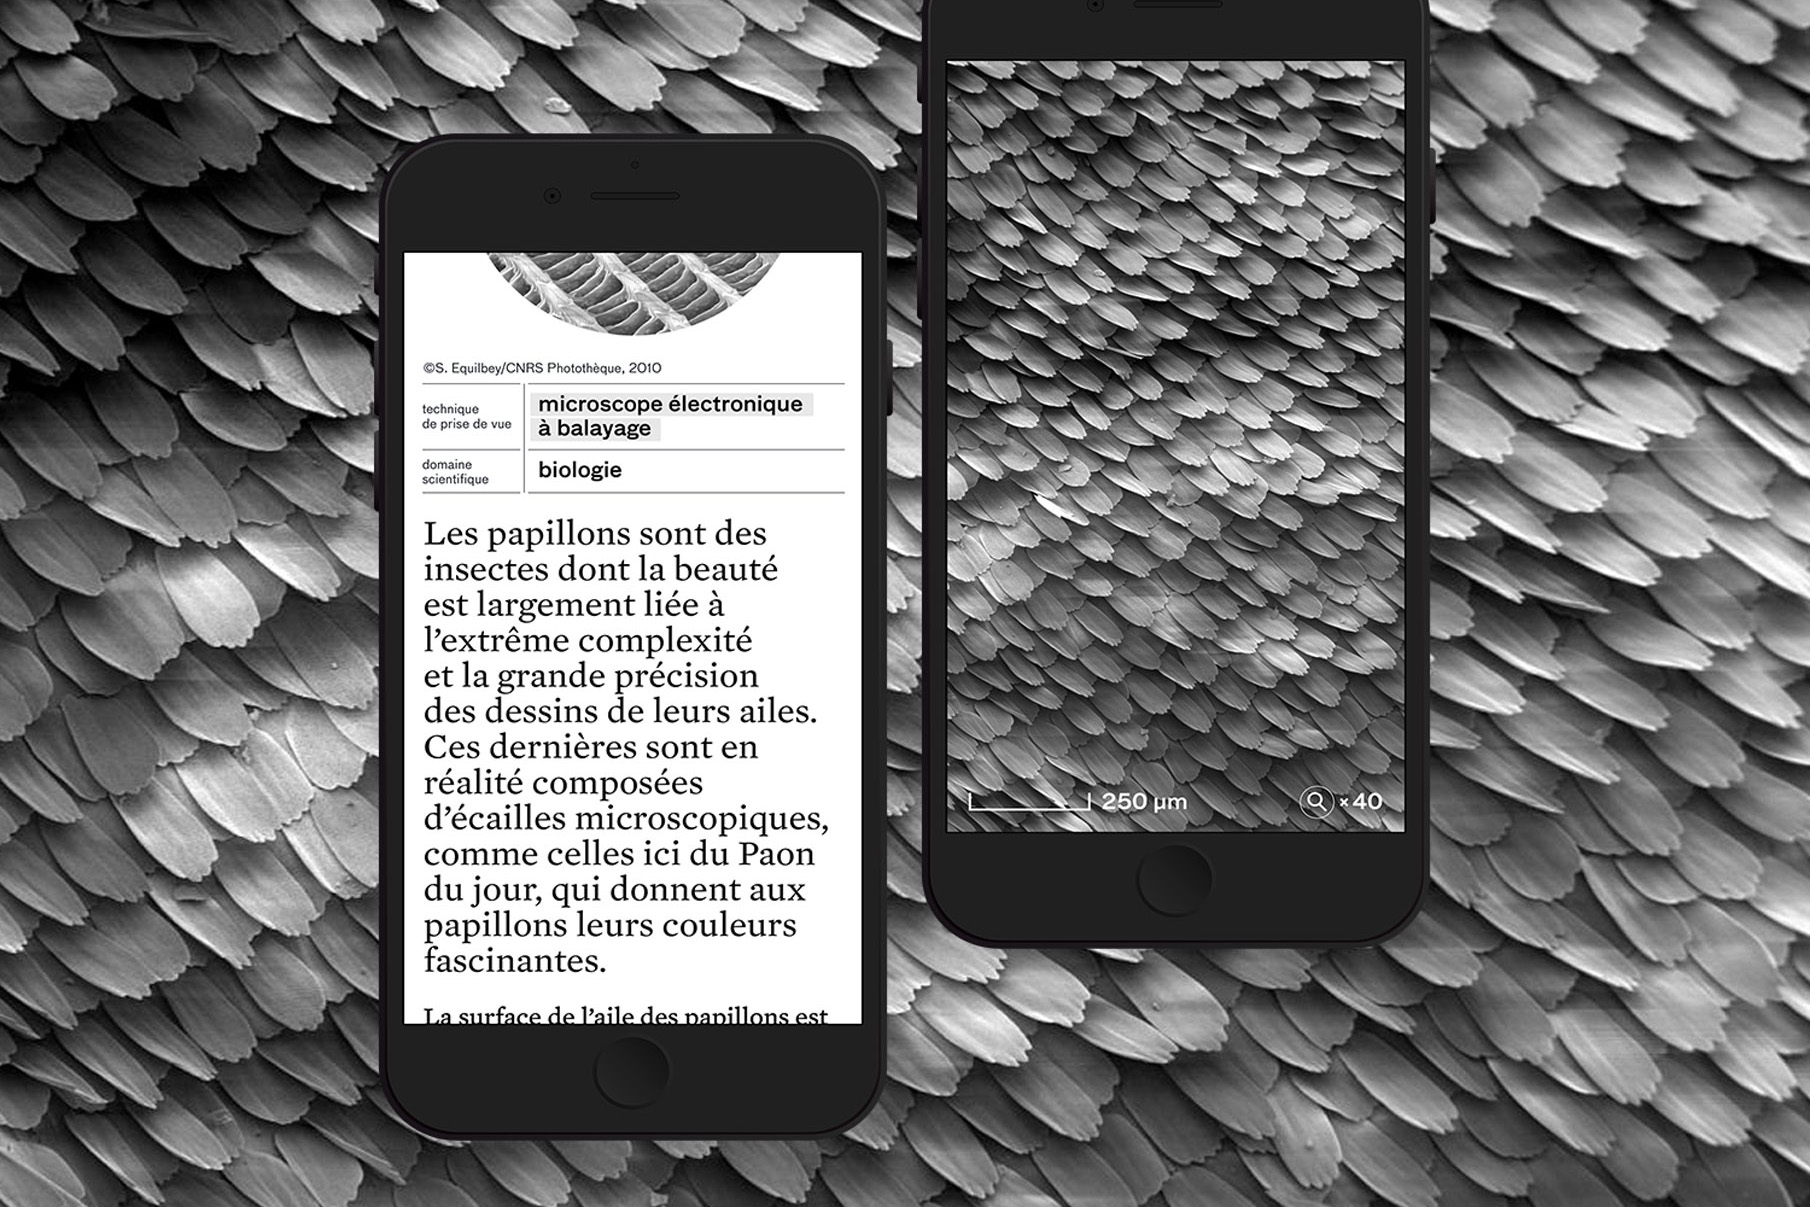 ©S. Equilbey/CNRS Photothèque, 2010
technique
de prise de vue
microscope électronique
à balayage
domaine
scientifique
biologie
Les papillons sont des
insectes dont la beauté
est largement liée à
l’extrême complexité
et la grande précision
des dessins de leurs ailes.
Ces dernières sont en
réalité composées
d’écailles microscopiques,
comme celles ici du Paon
du jour, qui donnent aux
papillons leurs couleurs
fascinantes.
La surface de l’aile des papillons est
250 µm
×40